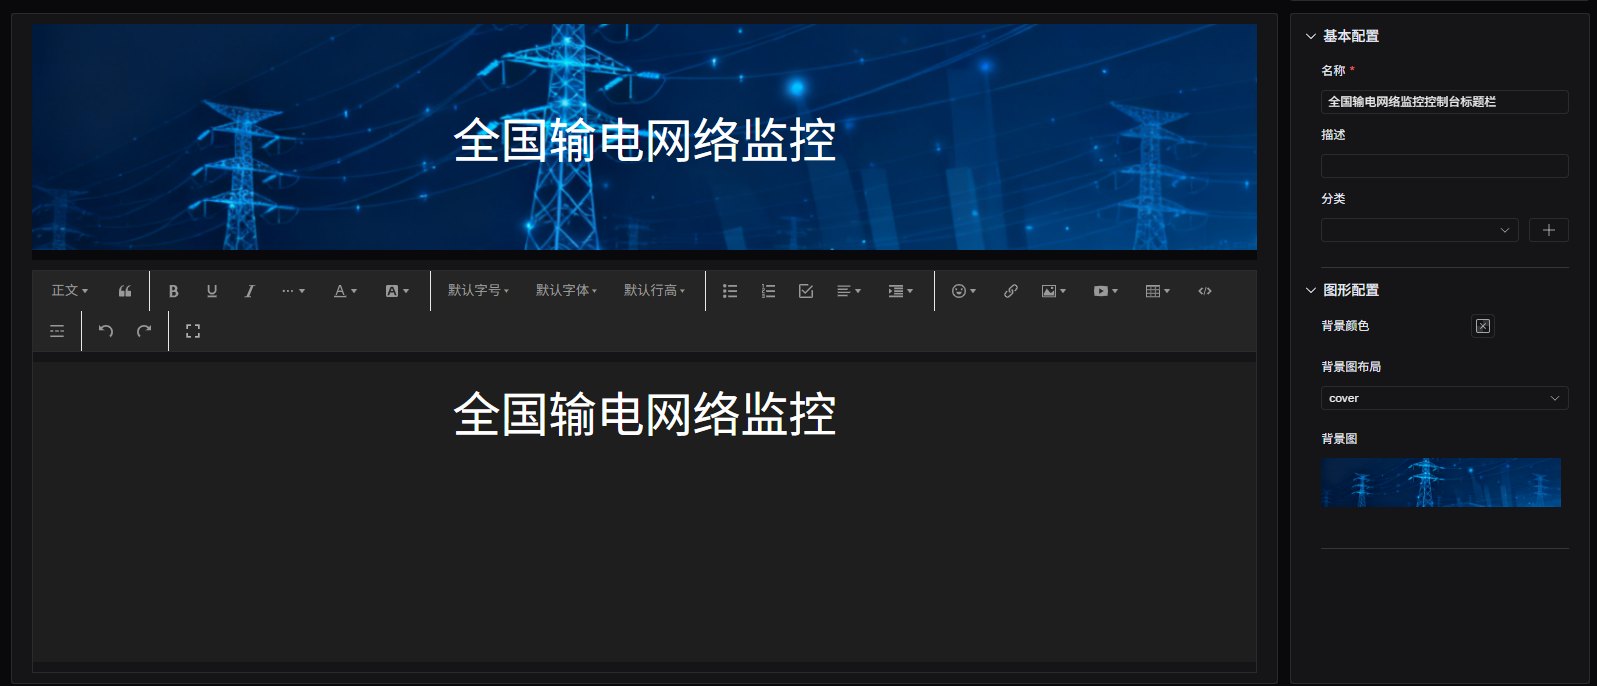 全国输电网络监控
正文
B U I ··· A A
默认字号 默认字体 默认行高
全国输电网络监控
基本配置
名称 *
全国输电网络监控控制台标题栏
描述
分类
图形配置
背景颜色
背景图布局
cover
背景图